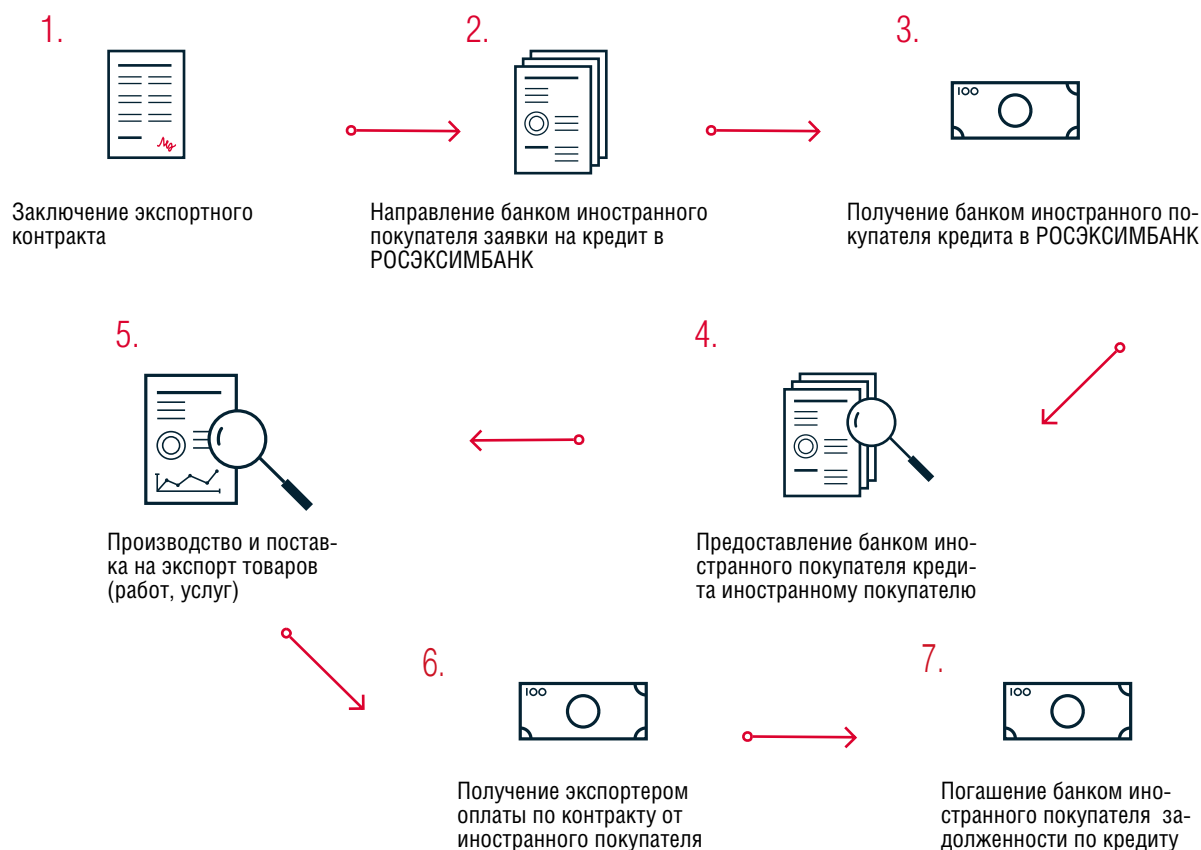 1.
2.
3.
100
Заключение экспортного
контракта
Направление банком иностранного
покупателя заявки на кредит в
РОСЭКСИМБАНК
Получение банком иностранного по-
купателя кредита в РОСЭКСИМБАНК
5.
4.
Производство и постав-
ка на экспорт товаров
(работ, услуг)
Предоставление банком ино-
странного покупателя креди-
та иностранному покупателю
6.
7.
100
100
Получение экспортером
оплаты по контракту от
иностранного покупателя
Погашение банком ино-
странного покупателя за-
долженности по кредиту